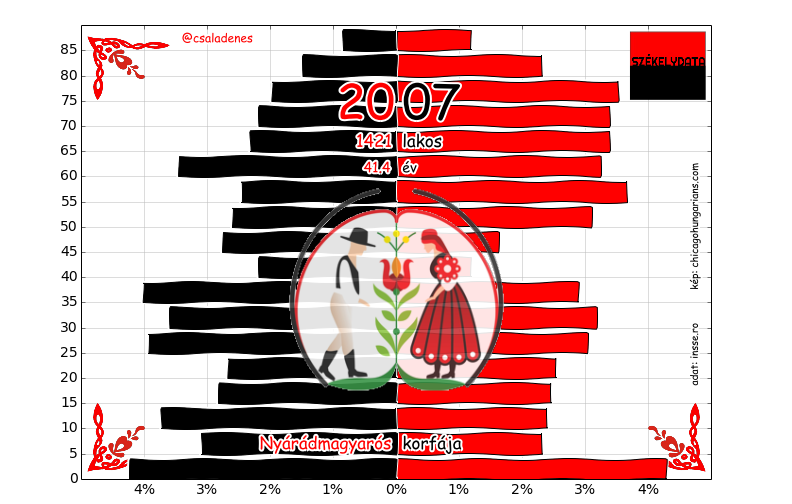 @csaladenes
SZÉKELYDATA
2007
1421 lakos
41.4 év
kép: chicagohungarians.com
adat: insse.ro
Nyárádmagyarós korfája
85
80
75
70
65
60
55
50
45
40
35
30
25
20
15
10
5
0
4% 3% 2% 1% 0% 1% 2% 3% 4%